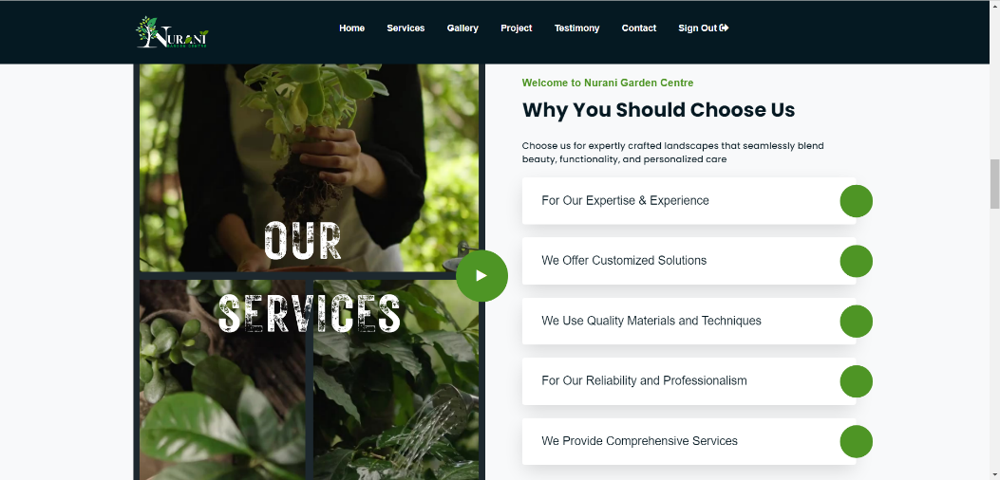 NURANI
GARDEN CENTRE
Home
Services
Gallery
Project
Testimony
Contact
Sign Out
OUR
SERVICES
Welcome to Nurani Garden Centre
Why You Should Choose Us
Choose us for expertly crafted landscapes that seamlessly blend
beauty, functionality, and personalized care
For Our Expertise & Experience
We Offer Customized Solutions
We Use Quality Materials and Techniques
For Our Reliability and Professionalism
We Provide Comprehensive Services